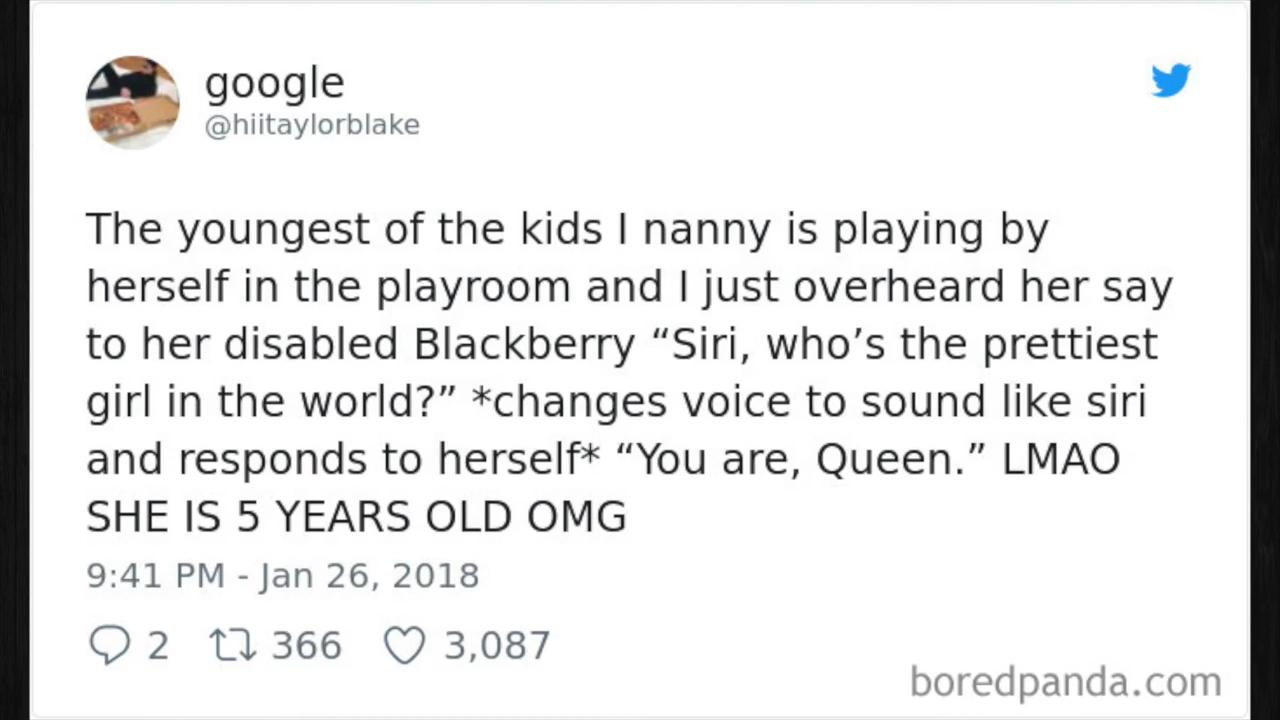 google
@hiitaylorblake
The youngest of the kids I nanny is playing by
herself in the playroom and I just overheard her say
to her disabled Blackberry “Siri, who’s the prettiest
girl in the world?” *changes voice to sound like siri
and responds to herself* “You are, Queen.” LMAO
SHE IS 5 YEARS OLD OMG
9:41 PM - Jan 26, 2018
2 366 3,087
boredpanda.com